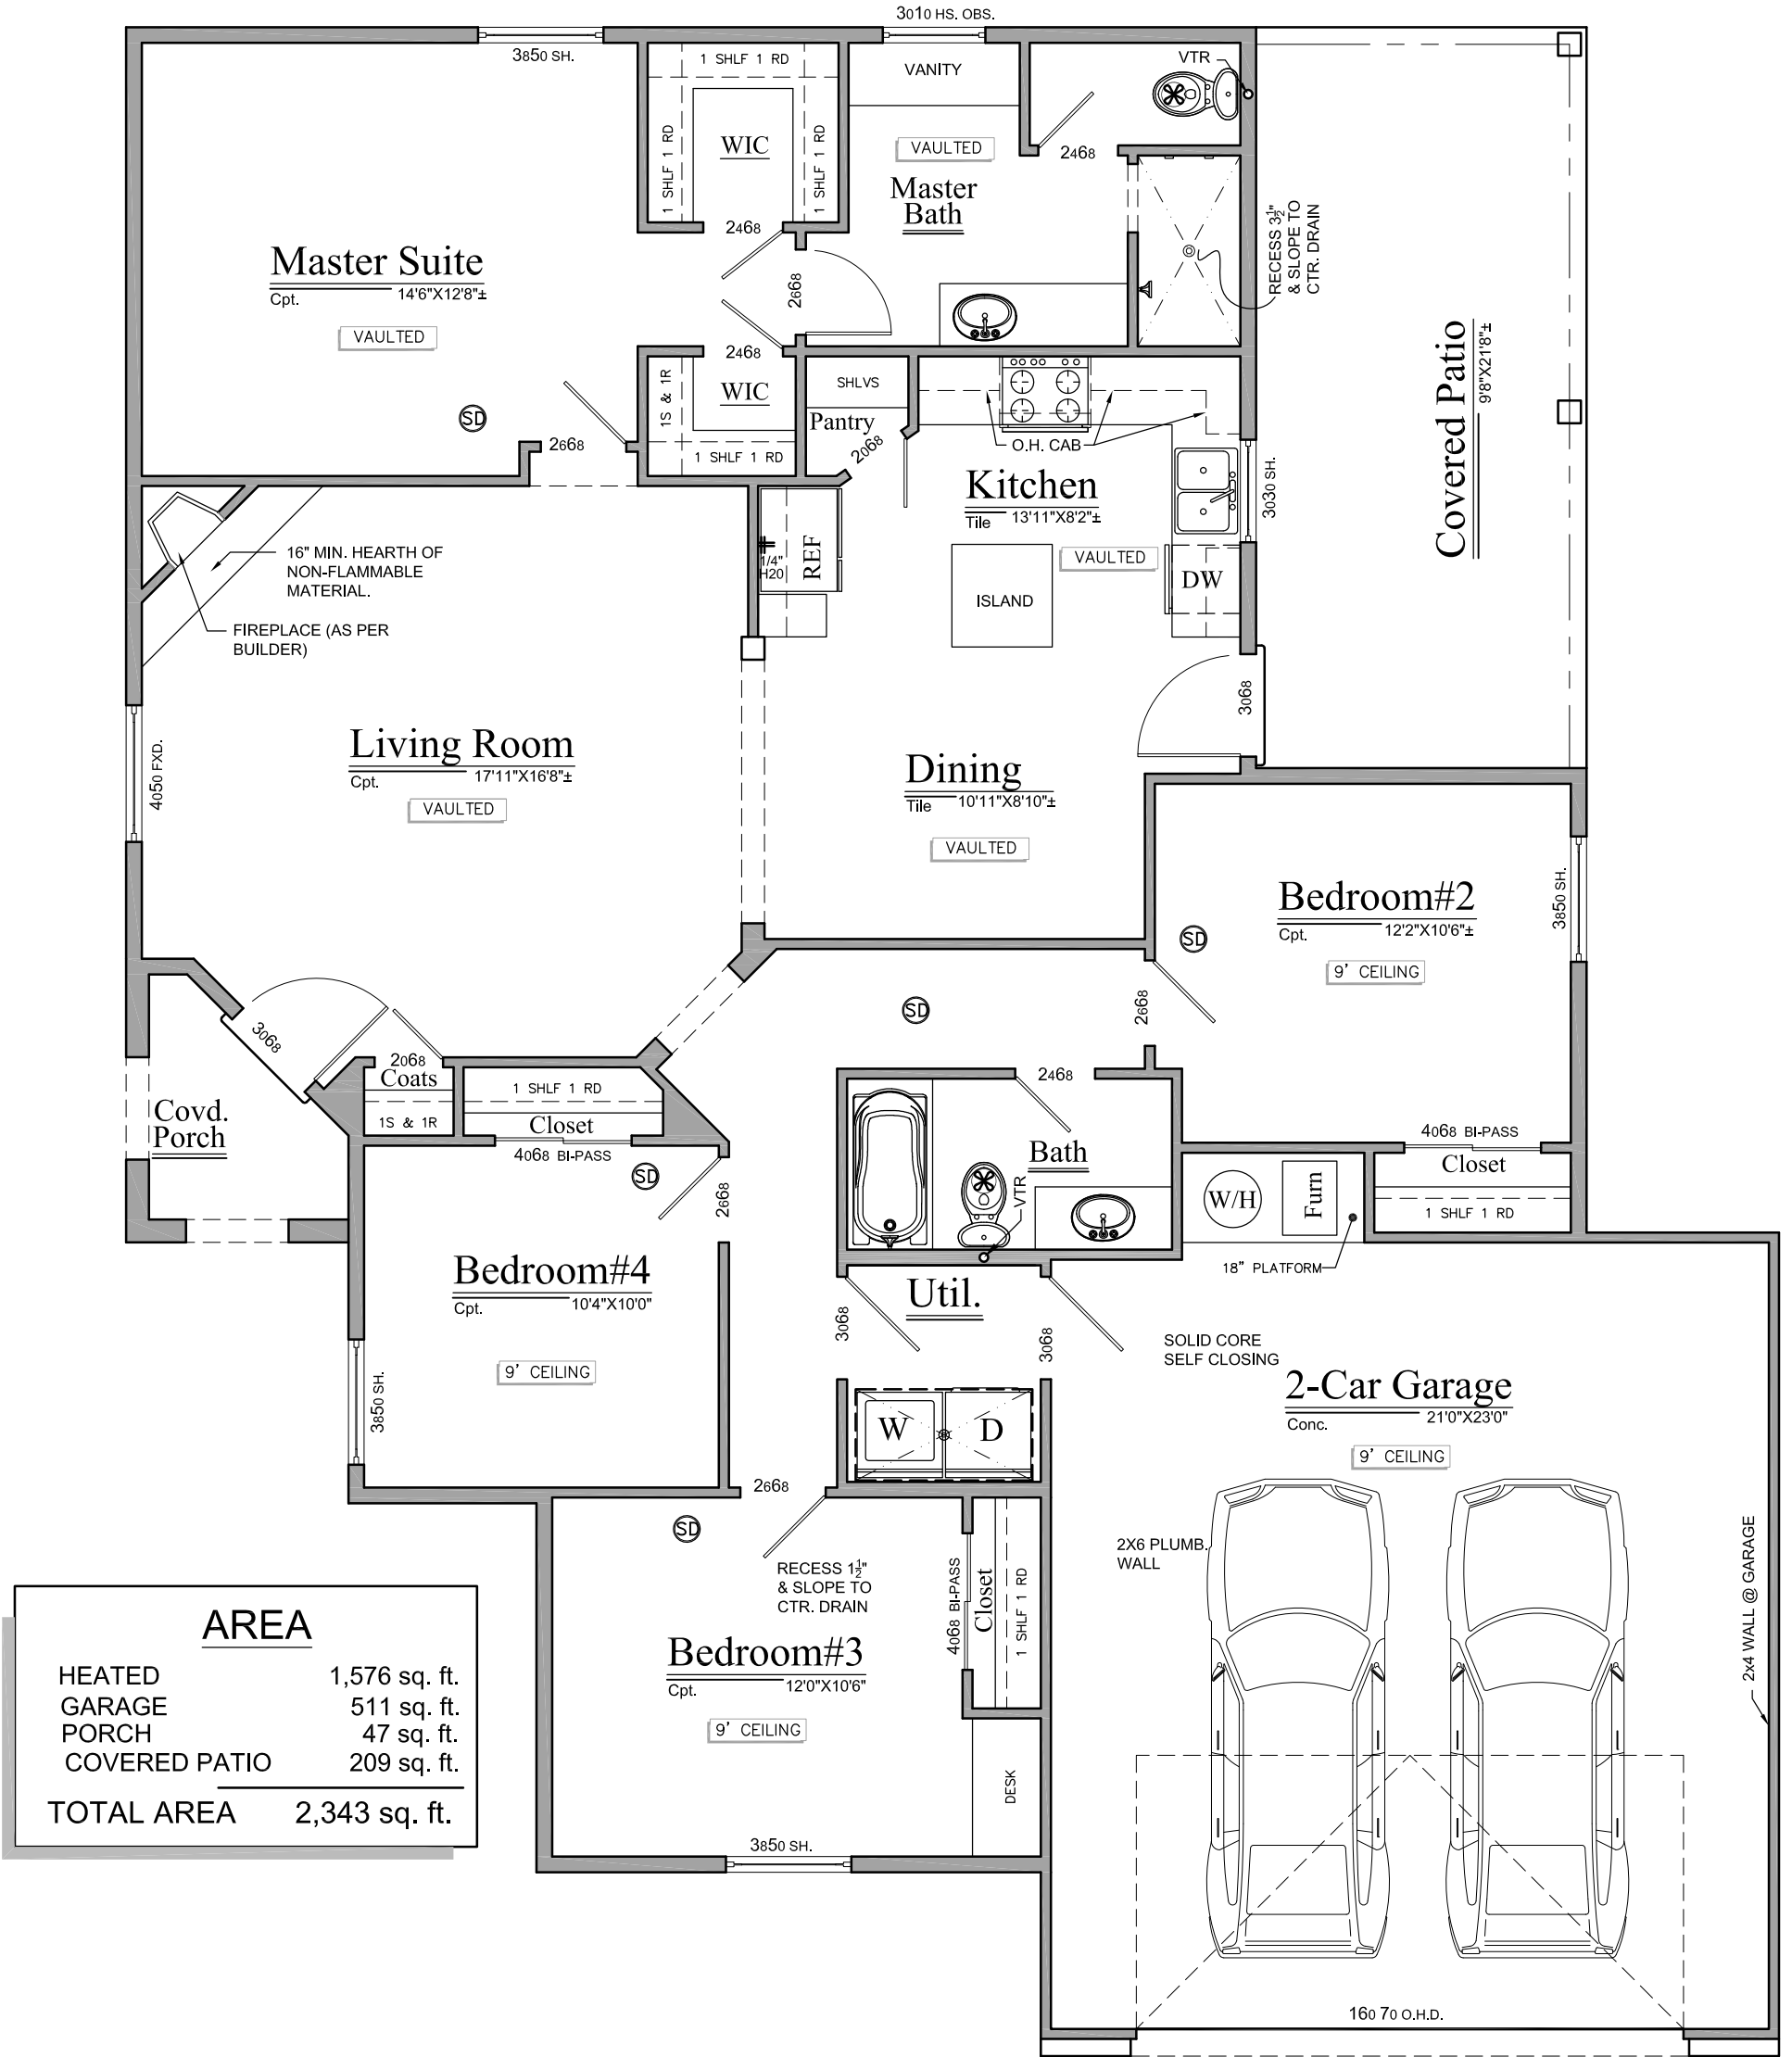 3010 HS. OBS.
3850 SH.
1 SHLF 1 RD
VANITY
VTR
1 SHLF 1 RD
WIC
1 SHLF 1 RD
VAULTED
2468
Master
Bath
RECESS 3½"
& SLOPE TO
CTR. DRAIN
2468
Master Suite
Cpt.
14'6"X12'8"±
VAULTED
2668
2468
1S & 1R
WIC
1 SHLF 1 RD
SHLVS
Pantry
2068
O.H. CAB
SD
2668
Kitchen
Tile
13'11"X8'2"±
VAULTED
3030 SH.
Covered Patio
9'8"X21'8"±
16" MIN. HEARTH OF
NON-FLAMMABLE
MATERIAL.
FIREPLACE (AS PER
BUILDER)
1/4"
H20
REF
ISLAND
DW
3068
4050 FXD.
Living Room
Cpt.
17'11"X16'8"±
VAULTED
Dining
Tile
10'11"X8'10"±
VAULTED
Bedroom#2
Cpt.
12'2"X10'6"±
9' CEILING
3850 SH.
SD
2668
SD
3068
2068
Coats
1S & 1R
1 SHLF 1 RD
Closet
4068 BI-PASS
Covd.
Porch
2468
Bath
VTR
4068 BI-PASS
Closet
1 SHLF 1 RD
W/H
Furn
18" PLATFORM
SD
2668
Bedroom#4
Cpt.
10'4"X10'0"
9' CEILING
3850 SH.
Util.
3068
3068
SOLID CORE
SELF CLOSING
W
D
2-Car Garage
Conc.
21'0"X23'0"
9' CEILING
2668
SD
RECESS 1½"
& SLOPE TO
CTR. DRAIN
4068 BI-PASS
Closet
1 SHLF 1 RD
2X6 PLUMB.
WALL
2x4 WALL @ GARAGE
Bedroom#3
Cpt.
12'0"X10'6"
9' CEILING
DESK
3850 SH.
160 70 O.H.D.
AREA
HEATED 1,576 sq. ft.
GARAGE 511 sq. ft.
PORCH 47 sq. ft.
COVERED PATIO 209 sq. ft.
TOTAL AREA 2,343 sq. ft.